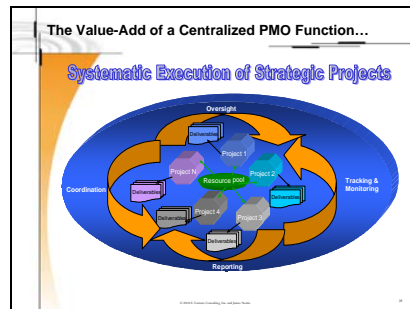 The Value-Add of a Centralized PMO Function…
Systematic Execution of Strategic Projects
Oversight
Deliverables
Project 1
Project N
Project 2
Resource pool
Coordination
Tracking &
Monitoring
Deliverables
Deliverables
Project 4
Project 3
Deliverables
Deliverables
Reporting